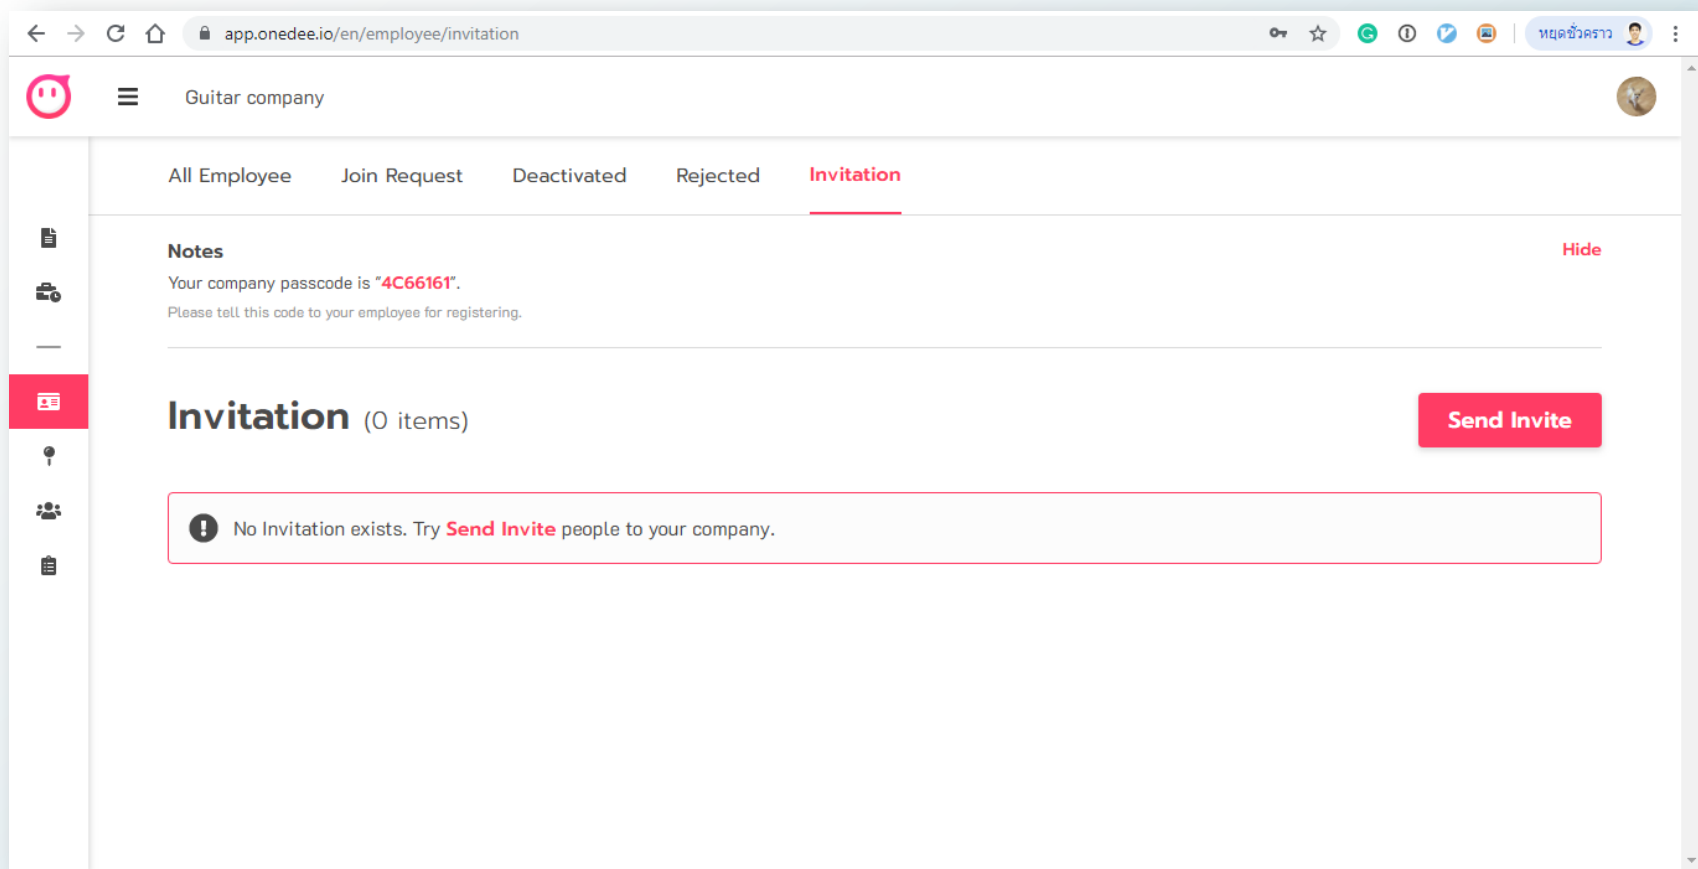 app.onedee.io/en/employee/invitation
หยุดชั่วคราว
Guitar company
All Employee Join Request Deactivated Rejected Invitation
Notes Hide
Your company passcode is "4C66161".
Please tell this code to your employee for registering.
Invitation (0 items) Send Invite
No Invitation exists. Try Send Invite people to your company.